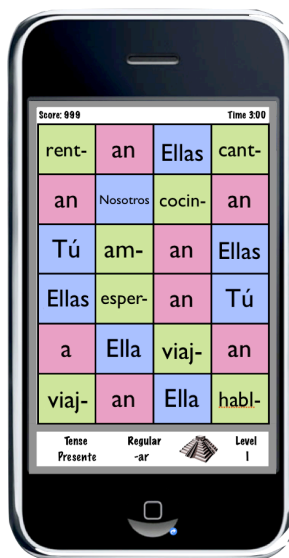 Score: 999 Time 3:00
rent- an Ellas cant-
an Nosotros cocin- an
Tú am- an Ellas
Ellas esper- an Tú
a Ella viaj- an
viaj- an Ella habl-
Tense Regular Level
Presente -ar 1